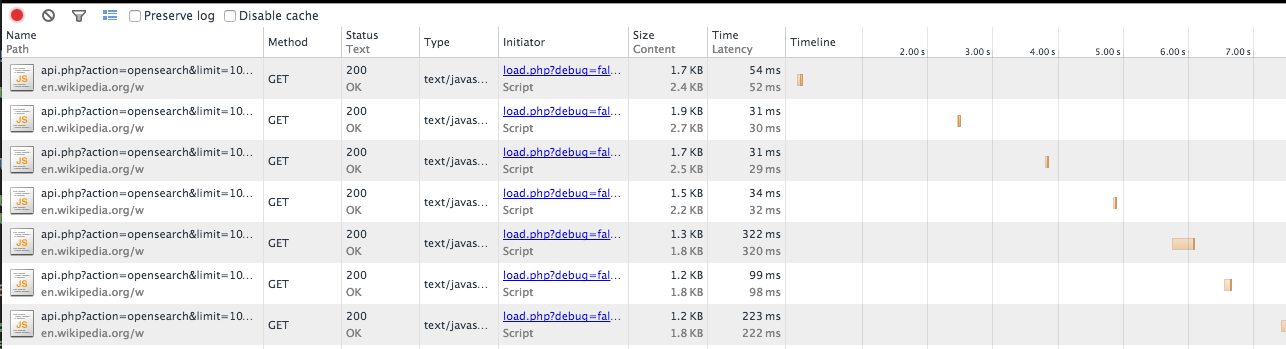 Preserve log Disable cache
Name Method Status Type Initiator Size Time Timeline
Path Text Content Latency
2.00 s 3.00 s 4.00 s 5.00 s 6.00 s 7.00 s
api.php?action=opensearch&limit=10... 200 load.php?debug=fal... 1.7 KB 54 ms
JS GET text/javas...
en.wikipedia.org/w OK Script 2.4 KB 52 ms
api.php?action=opensearch&limit=10... 200 load.php?debug=fal... 1.9 KB 31 ms
JS GET text/javas...
en.wikipedia.org/w OK Script 2.7 KB 30 ms
api.php?action=opensearch&limit=10... 200 load.php?debug=fal... 1.7 KB 31 ms
JS GET text/javas...
en.wikipedia.org/w OK Script 2.5 KB 29 ms
api.php?action=opensearch&limit=10... 200 load.php?debug=fal... 1.5 KB 34 ms
JS GET text/javas...
en.wikipedia.org/w OK Script 2.2 KB 32 ms
api.php?action=opensearch&limit=10... 200 load.php?debug=fal... 1.3 KB 322 ms
JS GET text/javas...
en.wikipedia.org/w OK Script 1.8 KB 320 ms
api.php?action=opensearch&limit=10... 200 load.php?debug=fal... 1.2 KB 99 ms
JS GET text/javas...
en.wikipedia.org/w OK Script 1.8 KB 98 ms
api.php?action=opensearch&limit=10... 200 load.php?debug=fal... 1.2 KB 223 ms
JS GET text/javas...
en.wikipedia.org/w OK Script 1.8 KB 222 ms